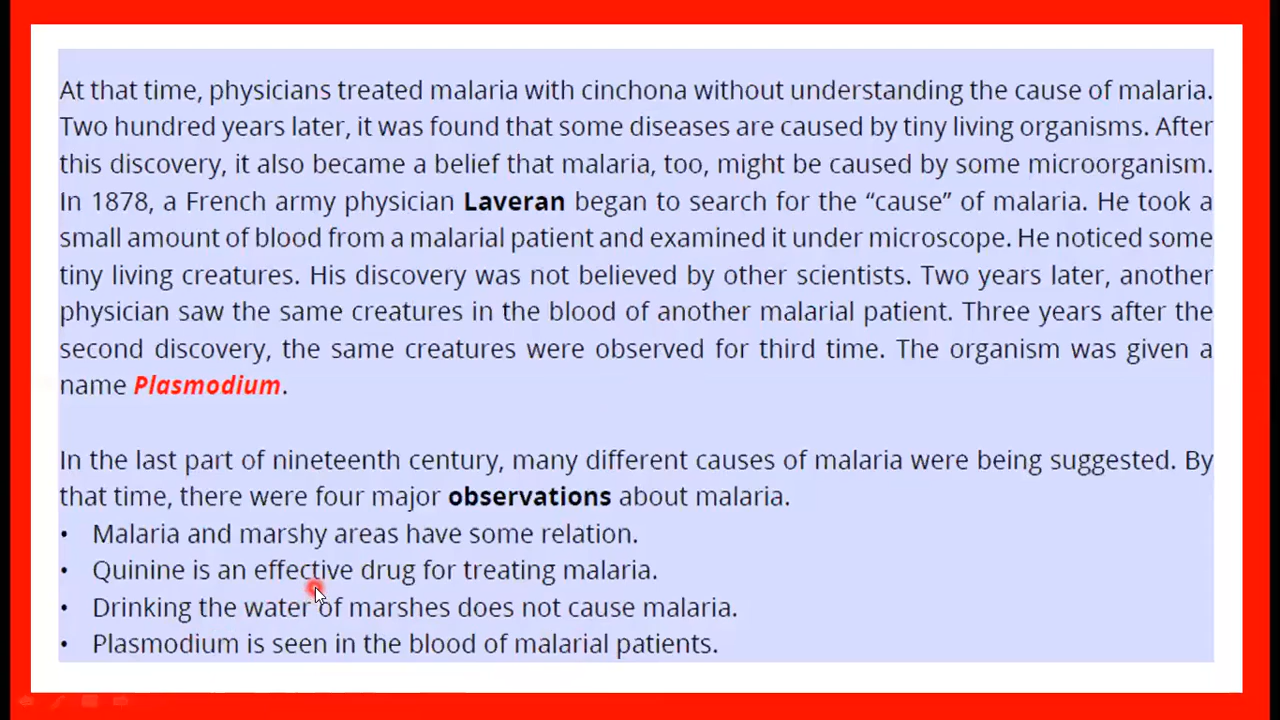 At that time, physicians treated malaria with cinchona without understanding the cause of malaria.
Two hundred years later, it was found that some diseases are caused by tiny living organisms. After
this discovery, it also became a belief that malaria, too, might be caused by some microorganism.
In 1878, a French army physician Laveran began to search for the “cause” of malaria. He took a
small amount of blood from a malarial patient and examined it under microscope. He noticed some
tiny living creatures. His discovery was not believed by other scientists. Two years later, another
physician saw the same creatures in the blood of another malarial patient. Three years after the
second discovery, the same creatures were observed for third time. The organism was given a
name Plasmodium.
In the last part of nineteenth century, many different causes of malaria were being suggested. By
that time, there were four major observations about malaria.
• Malaria and marshy areas have some relation.
• Quinine is an effective drug for treating malaria.
• Drinking the water of marshes does not cause malaria.
• Plasmodium is seen in the blood of malarial patients.